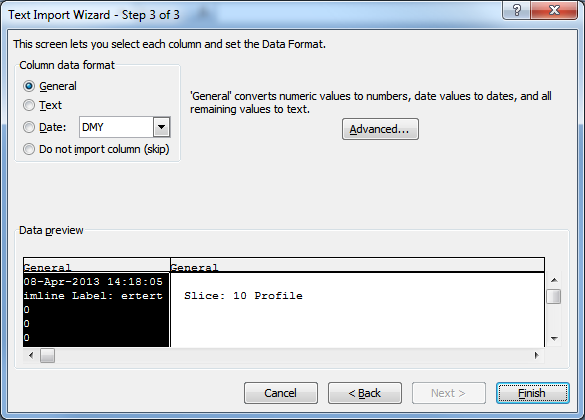 Text Import Wizard - Step 3 of 3
This screen lets you select each column and set the Data Format.
Column data format
General
Text
Date: DMY
Do not import column (skip)
'General' converts numeric values to numbers, date values to dates, and all
remaining values to text.
Advanced...
Data preview
General General
08-Apr-2013 14:18:05
imline Label: ertert Slice: 10 Profile
0
0
0
Cancel < Back Next > Finish